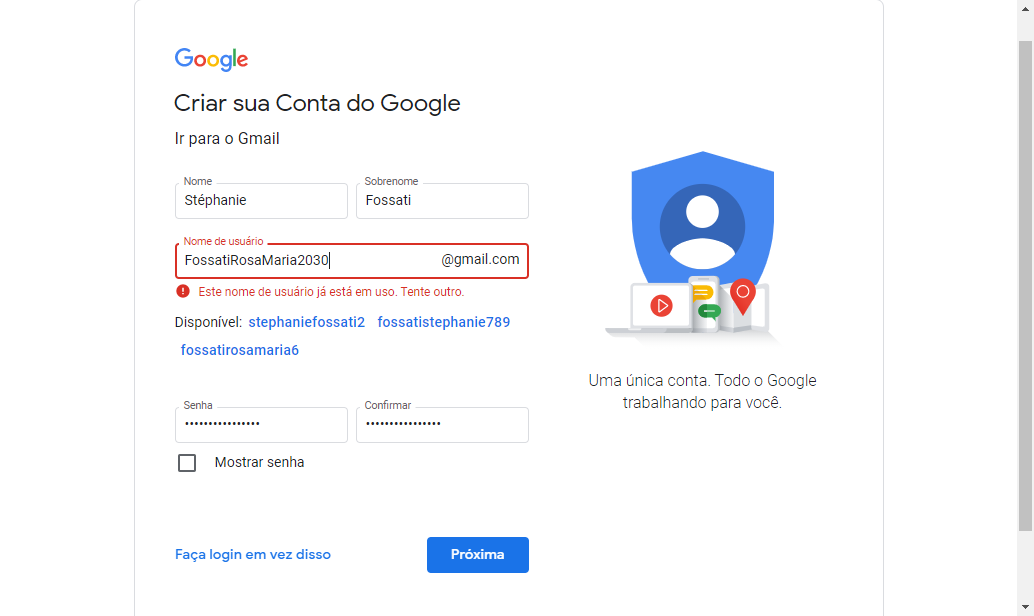 Google
Criar sua Conta do Google
Ir para o Gmail
Nome
Sobrenome
Stéphanie
Fossati
Nome de usuário
FossatiRosaMaria2030 @gmail.com
Este nome de usuário já está em uso. Tente outro.
Disponível: stephaniefossati2 fossatistephanie789
fossatirosamaria6
Uma única conta. Todo o Google
trabalhando para você.
Senha
Confirmar
•••••••••••••••• ••••••••••••••••
Mostrar senha
Faça login em vez disso
Próxima